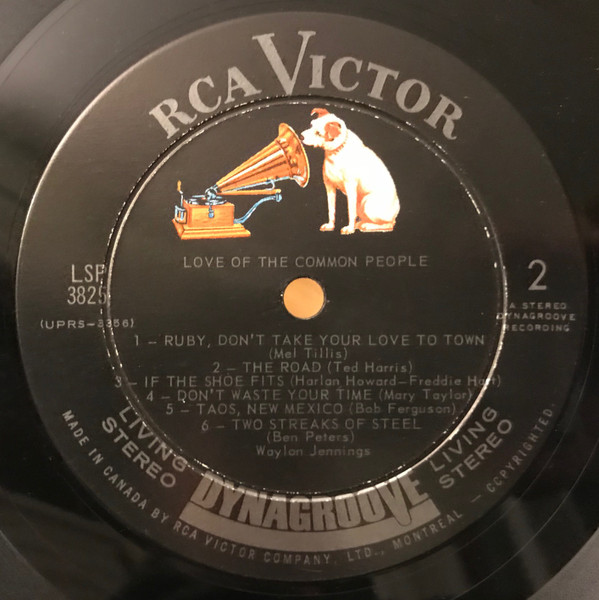 RCA VICTOR
LOVE OF THE COMMON PEOPLE
LSP
3825
2
(UPRS-3356)
A STEREO
DYNAGROOVE
RECORDING
1 – RUBY, DON'T TAKE YOUR LOVE TO TOWN
(Mel Tillis)
2 – THE ROAD (Ted Harris)
3 – IF THE SHOE FITS (Harlan Howard–Freddie Hart)
4 – DON'T WASTE YOUR TIME (Mary Taylor)
5 – TAOS, NEW MEXICO (Bob Ferguson)
6 – TWO STREAKS OF STEEL
(Ben Peters)
Waylon Jennings
LIVING
STEREO
DYNAGROOVE
LIVING
STEREO
MADE IN CANADA BY RCA VICTOR COMPANY, LTD., MONTREAL – COPYRIGHTED.